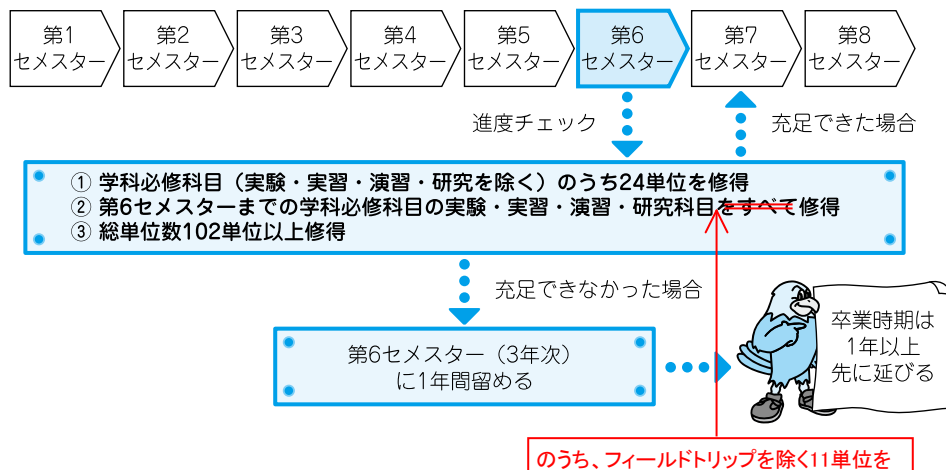 第1
セメスター
第2
セメスター
第3
セメスター
第4
セメスター
第5
セメスター
第6
セメスター
第7
セメスター
第8
セメスター
進度チェック
充足できた場合
① 学科必修科目（実験・実習・演習・研究を除く）のうち24単位を修得
② 第6セメスターまでの学科必修科目の実験・実習・演習・研究科目をすべて修得
③ 総単位数102単位以上修得
充足できなかった場合
第6セメスター（3年次）
に1年間留める
卒業時期は
1年以上
先に延びる
のうち、フィールドトリップを除く11単位を